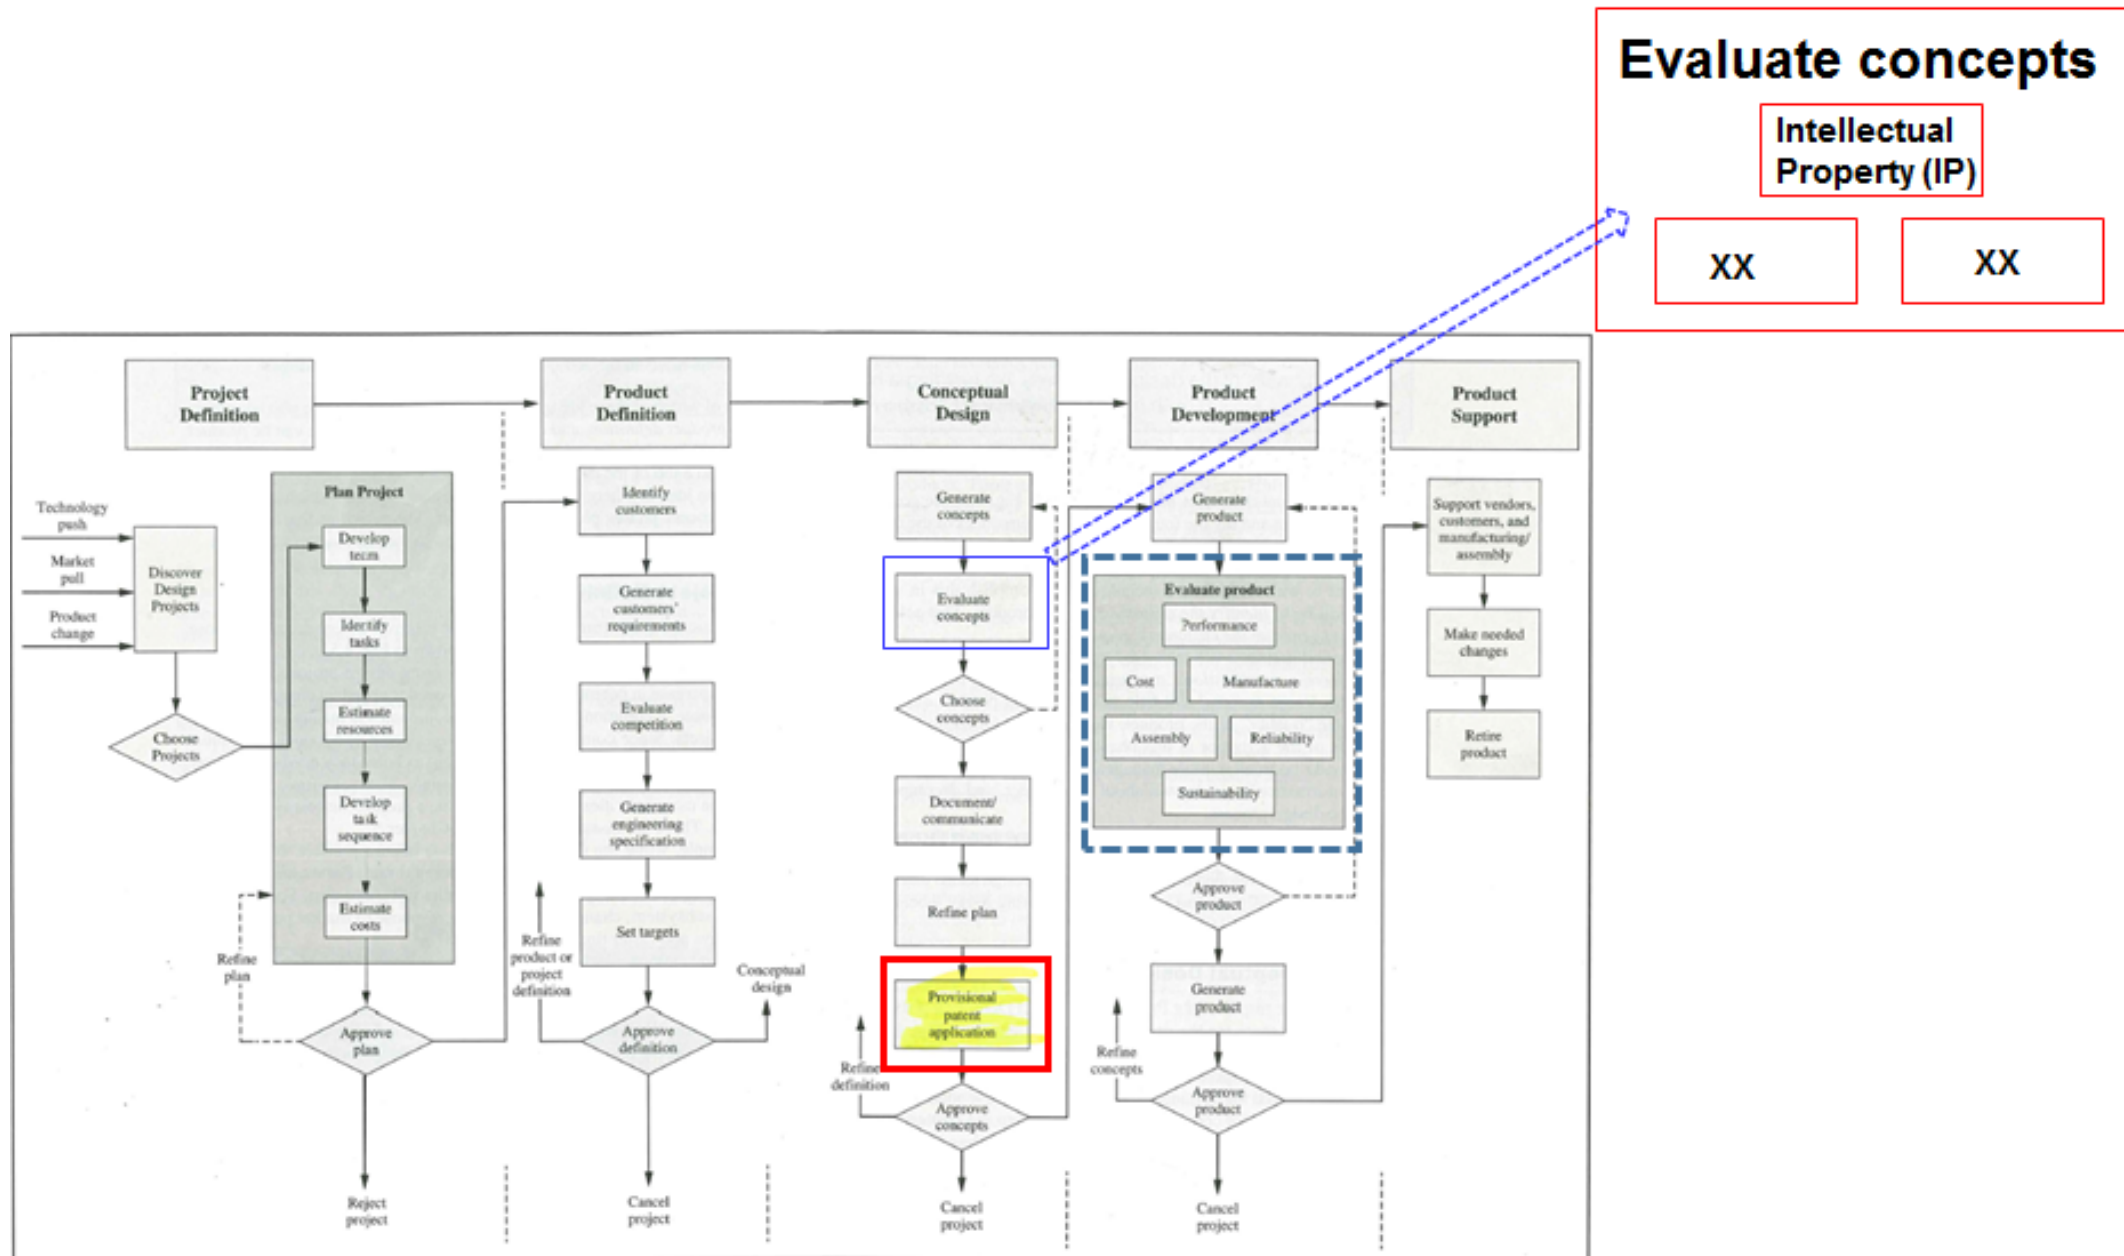 Evaluate concepts
Intellectual
Property (IP)
XX
XX
Project
Definition
Product
Definition
Conceptual
Design
Product
Development
Product
Support
Technology
push
Market
pull
Product
change
Discover
Design
Projects
Choose
Projects
Plan Project
Develop
team
Identify
tasks
Estimate
resources
Develop
task
sequence
Estimate
costs
Refine
plan
Approve
plan
Reject
project
Identify
customers
Generate
customers'
requirements
Evaluate
competition
Generate
engineering
specification
Set targets
Refine
product or
project
definition
Conceptual
design
Approve
definition
Cancel
project
Generate
concepts
Evaluate
concepts
Choose
concepts
Document/
communicate
Refine plan
Provisional
patent
application
Refine
definition
Approve
concepts
Cancel
project
Generate
product
Evaluate product
Performance
Cost
Manufacture
Assembly
Reliability
Sustainability
Approve
product
Generate
product
Refine
concepts
Approve
product
Cancel
project
Support vendors,
customers, and
manufacturing/
assembly
Make needed
changes
Retire
product